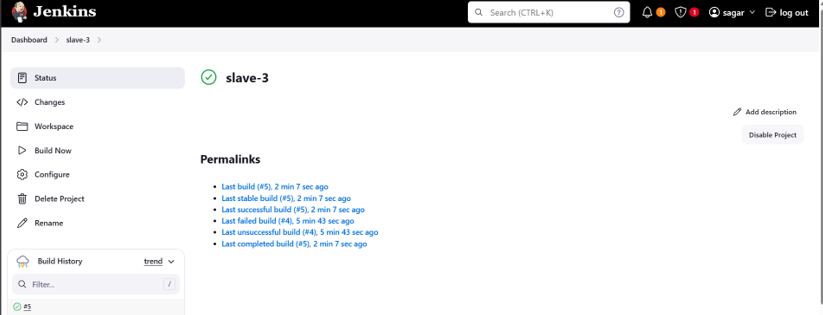 Jenkins
Search (CTRL+K)
?
1
1
sagar
log out
Dashboard > slave-3 >
Status
Changes
Workspace
Build Now
Configure
Delete Project
Rename
Build History
trend
Filter...
/
#5
slave-3
Add description
Disable Project
Permalinks
Last build (#5), 2 min 7 sec ago
Last stable build (#5), 2 min 7 sec ago
Last successful build (#5), 2 min 7 sec ago
Last failed build (#4), 5 min 43 sec ago
Last unsuccessful build (#4), 5 min 43 sec ago
Last completed build (#5), 2 min 7 sec ago